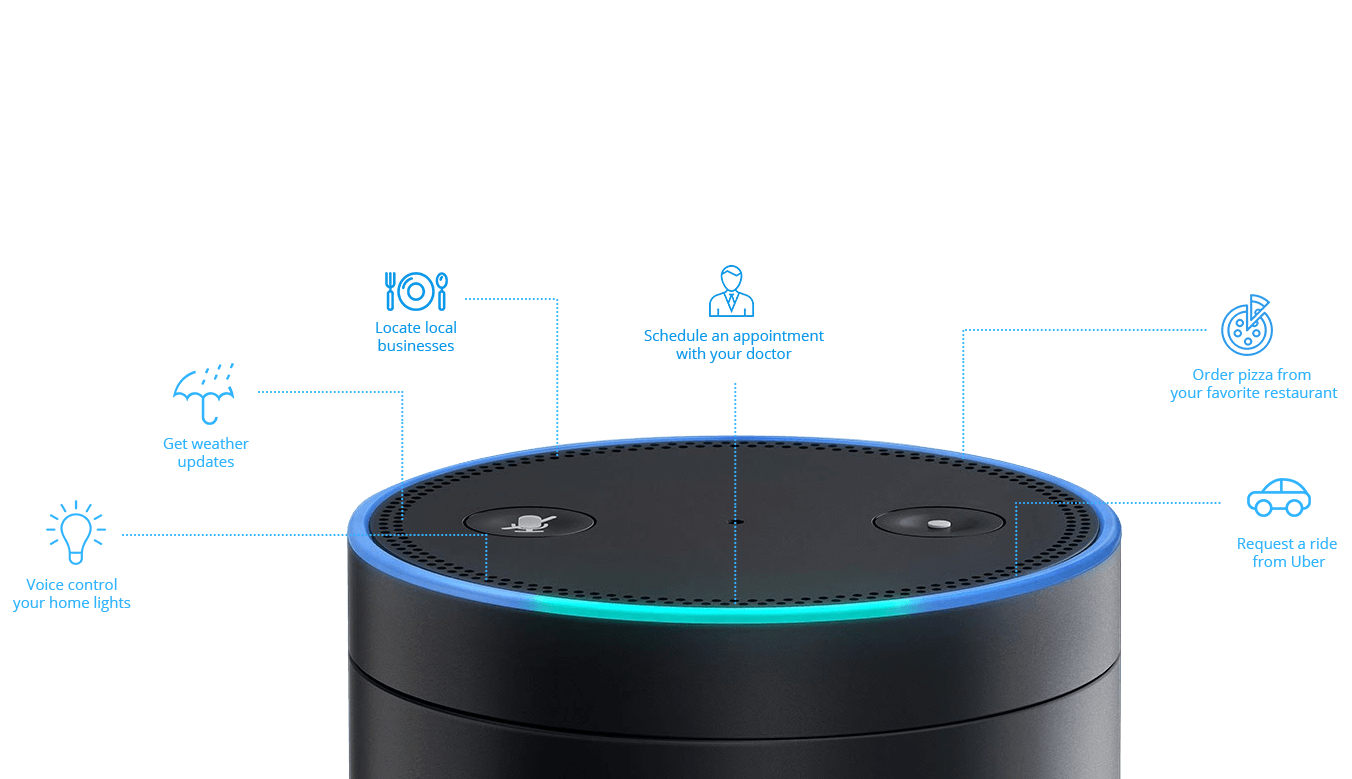 Locate local
businesses
Schedule an appointment
with your doctor
Order pizza from
your favorite restaurant
Get weather
updates
Request a ride
from Uber
Voice control
your home lights